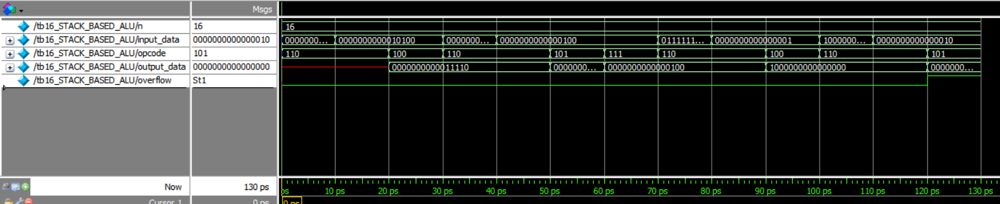 Msgs
/tb16_STACK_BASED_ALU/n 16 16
/tb16_STACK_BASED_ALU/input_data 0000000000000010 0000000... 0000000000010100 0000000... 0000000000000100 0111111... 0000000000000001 1000000... 0000000000000010
/tb16_STACK_BASED_ALU/opcode 101 110 100 110 101 111 110 100 110 101
/tb16_STACK_BASED_ALU/output_data 0000000000000000 0000000000011110 0000000... 0000000000000100 1000000000000000 0000000...
/tb16_STACK_BASED_ALU/overflow St1
Now 130 ps ps 10 ps 20 ps 30 ps 40 ps 50 ps 60 ps 70 ps 80 ps 90 ps 100 ps 110 ps 120 ps 130 ps
Cursor 1 0 ps 0 ps